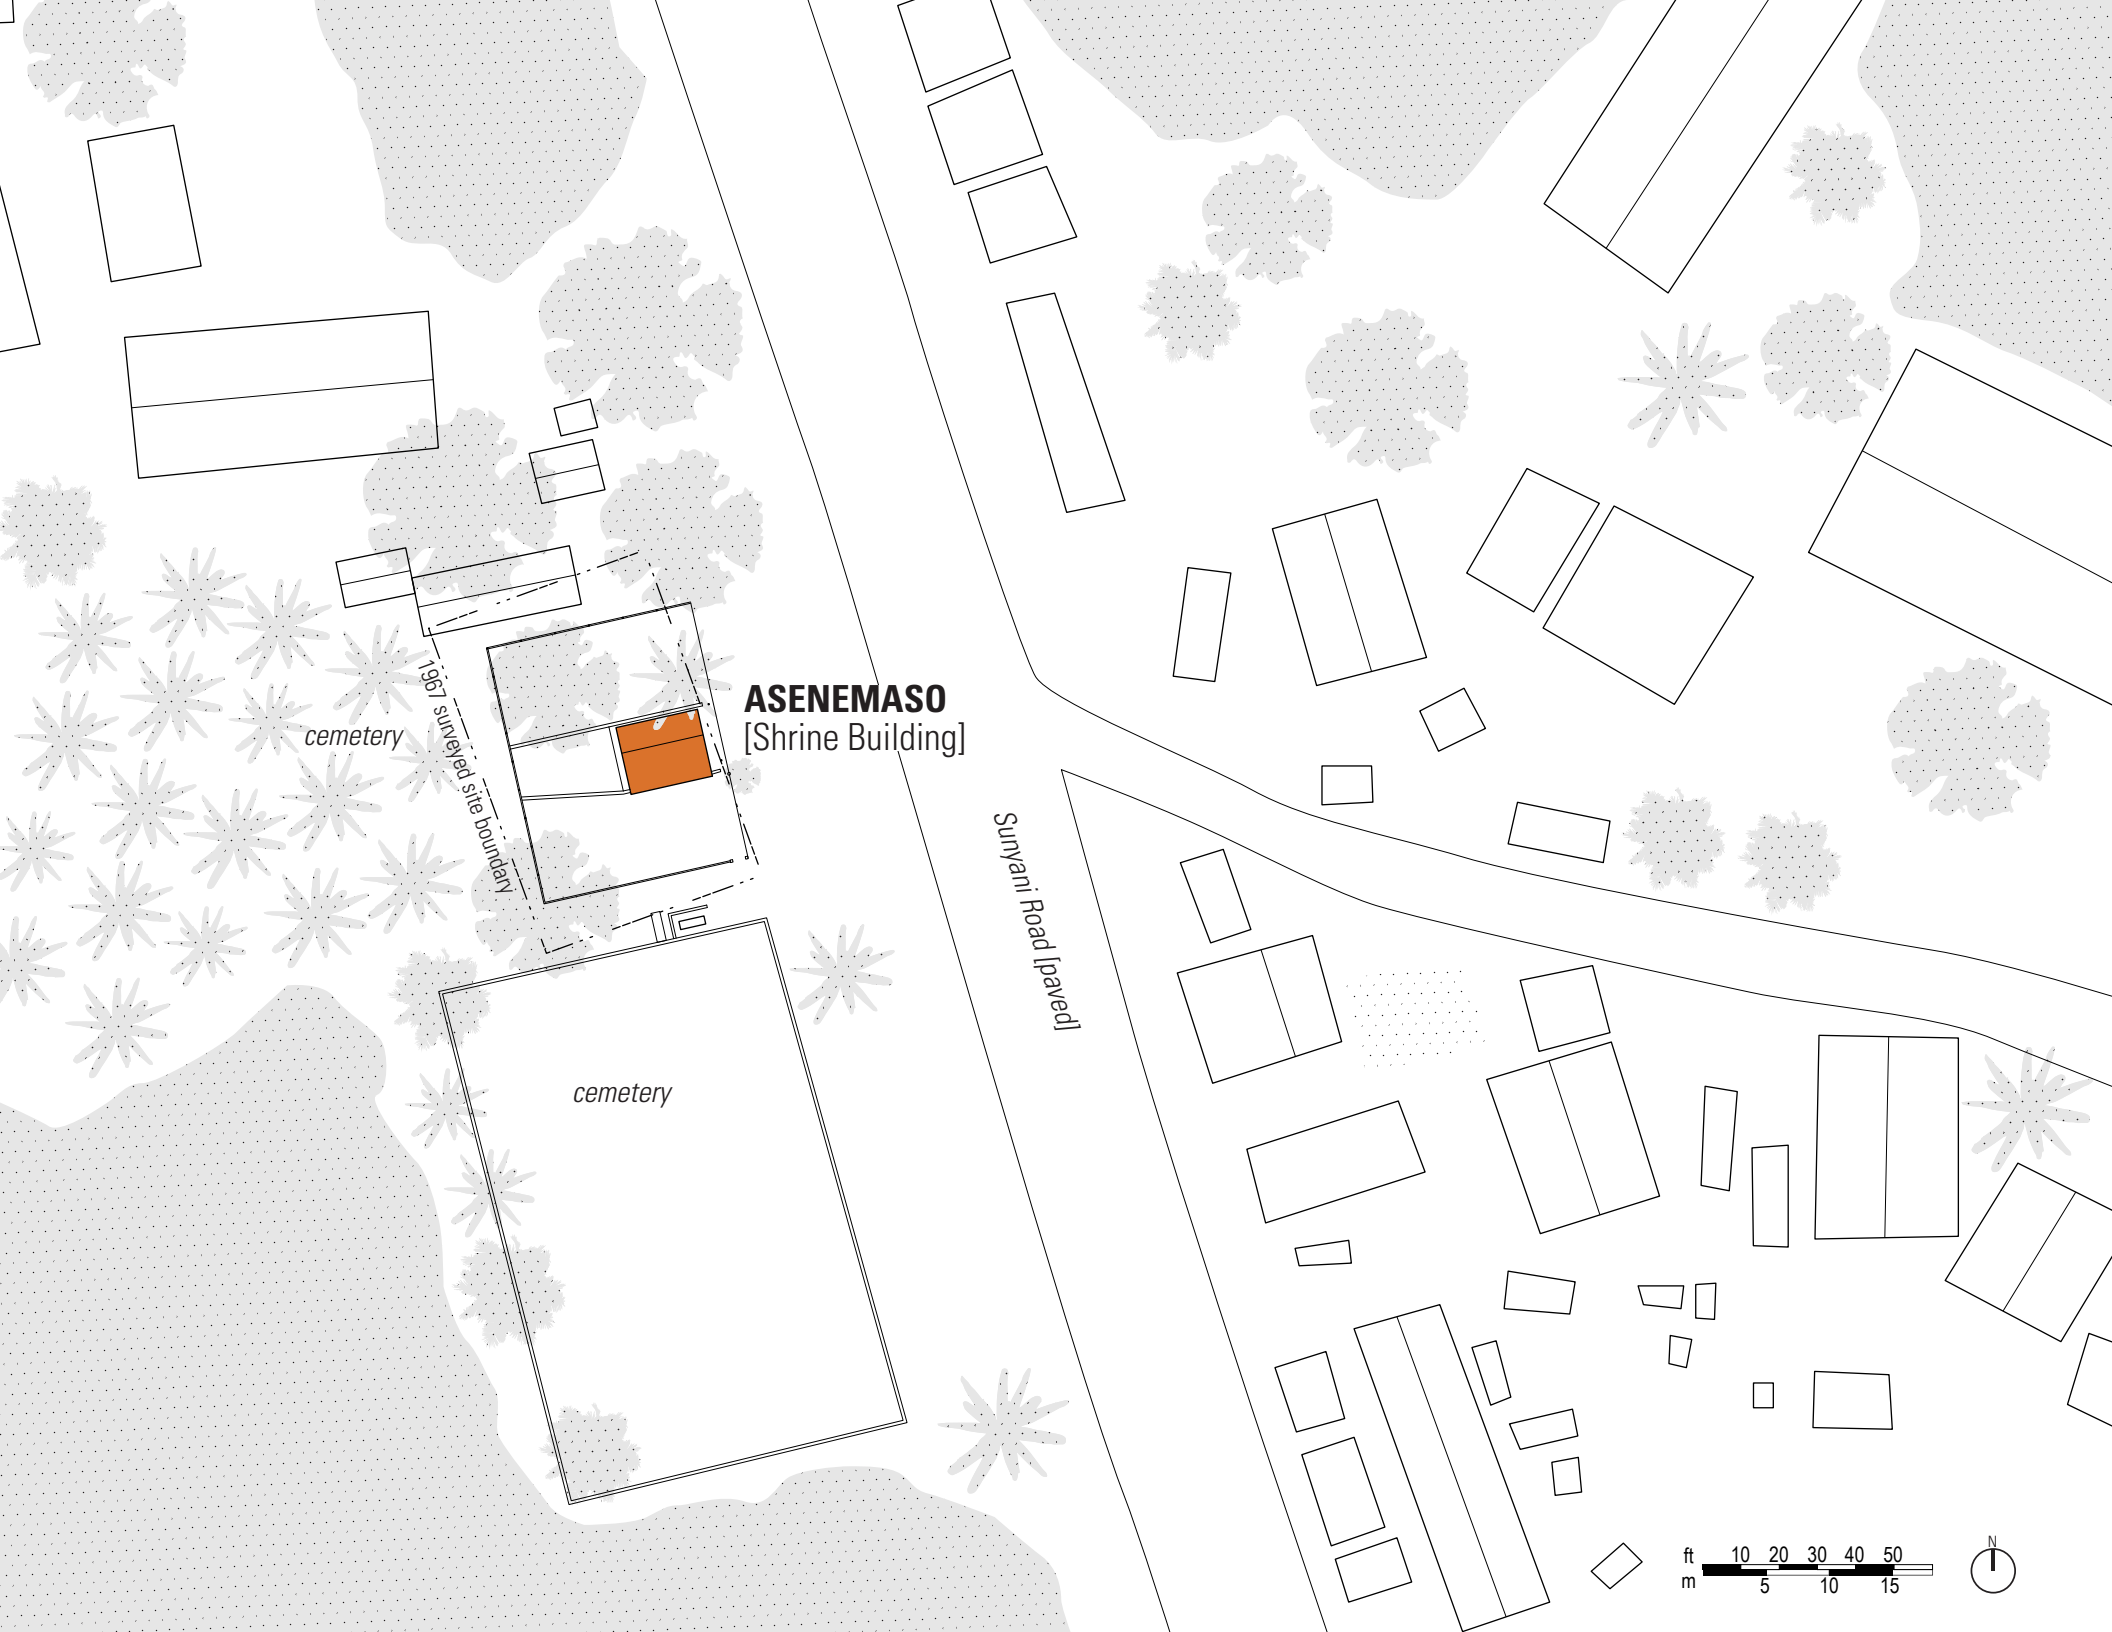 1967 surveyed site boundary
cemetery
ASENEMASO
[Shrine Building]
Sunyani Road [paved]
cemetery
N
ft 10 20 30 40 50
m 5 10 15